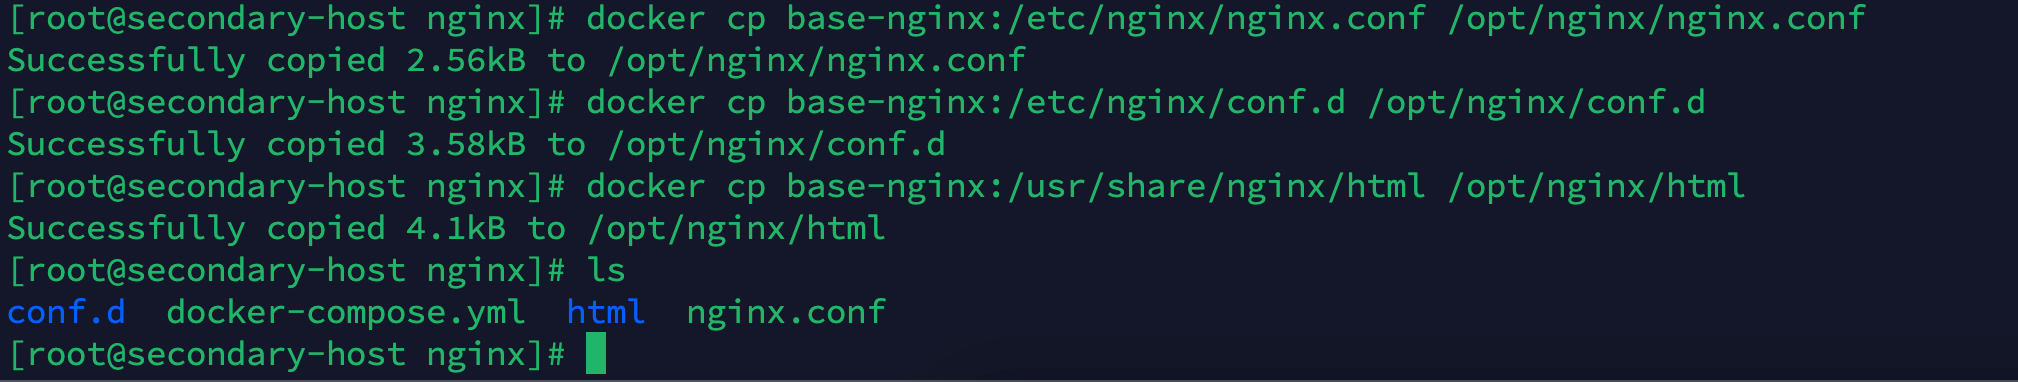 [root@secondary-host nginx]# docker cp base-nginx:/etc/nginx/nginx.conf /opt/nginx/nginx.conf
Successfully copied 2.56kB to /opt/nginx/nginx.conf
[root@secondary-host nginx]# docker cp base-nginx:/etc/nginx/conf.d /opt/nginx/conf.d
Successfully copied 3.58kB to /opt/nginx/conf.d
[root@secondary-host nginx]# docker cp base-nginx:/usr/share/nginx/html /opt/nginx/html
Successfully copied 4.1kB to /opt/nginx/html
[root@secondary-host nginx]# ls
conf.d  docker-compose.yml  html  nginx.conf
[root@secondary-host nginx]#